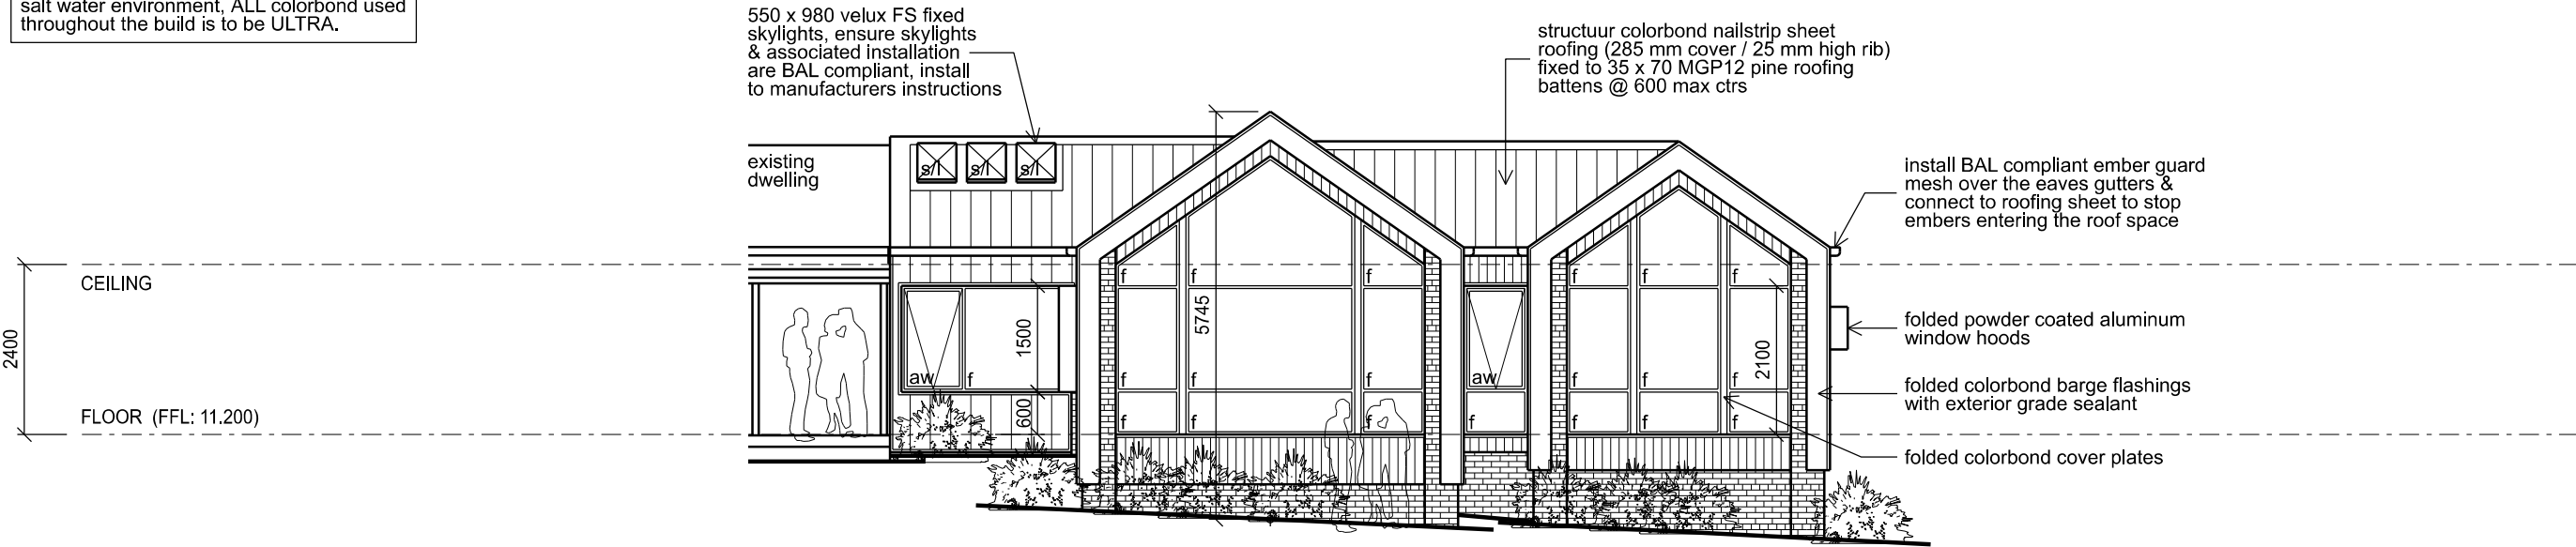 salt water environment, ALL colorbond used
throughout the build is to be ULTRA.
550 x 980 velux FS fixed
skylights, ensure skylights
& associated installation
are BAL compliant, install
to manufacturers instructions
structuur colorbond nailstrip sheet
roofing (285 mm cover / 25 mm high rib)
fixed to 35 x 70 MGP12 pine roofing
battens @ 600 max ctrs
existing
dwelling
s/l s/l s/l
install BAL compliant ember guard
mesh over the eaves gutters &
connect to roofing sheet to stop
embers entering the roof space
CEILING
f f f f f f
5745
1500
2400
2100
folded powder coated aluminum
window hoods
aw f f f f aw f f f
folded colorbond barge flashings
with exterior grade sealant
FLOOR (FFL: 11.200)
600
f f f f f f f
folded colorbond cover plates